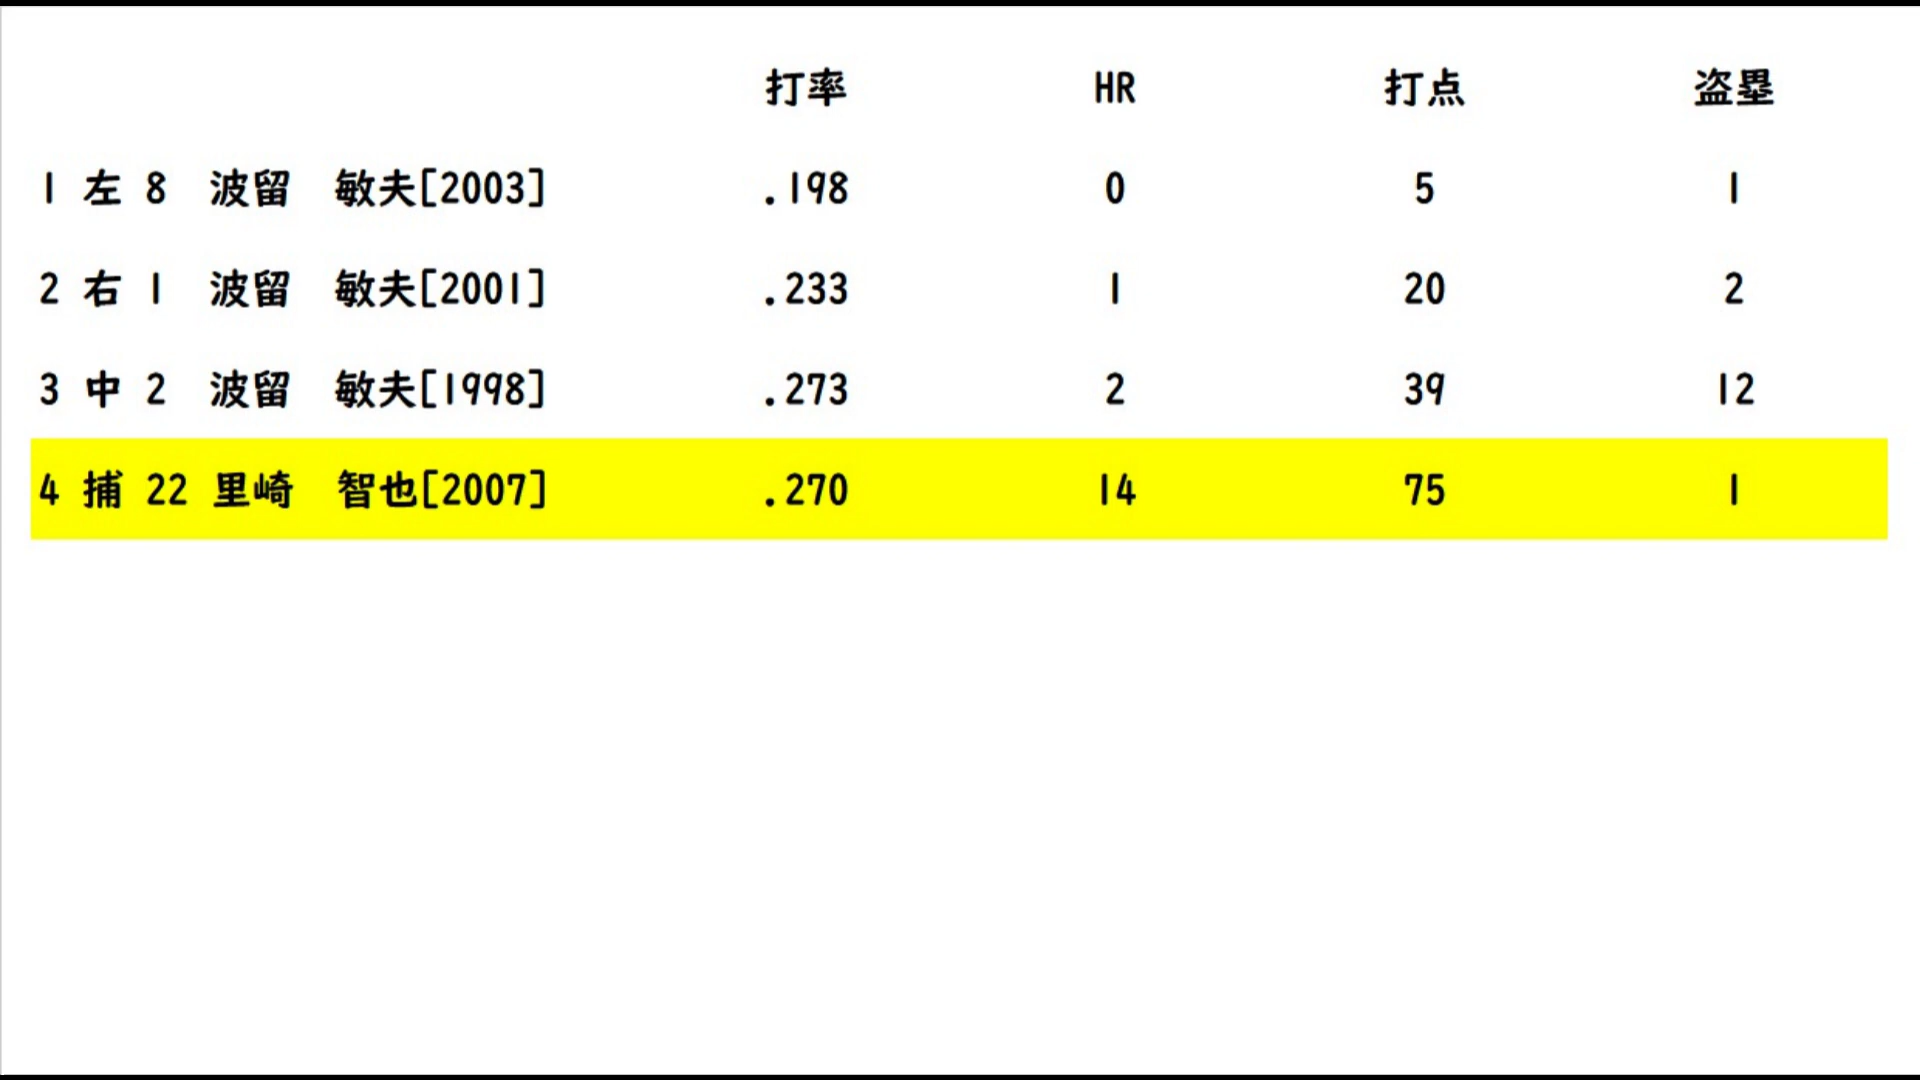 打率 HR 打点 盗塁
1 左 8 波留 敏夫[2003] .198 0 5 1
2 右 1 波留 敏夫[2001] .233 1 20 2
3 中 2 波留 敏夫[1998] .273 2 39 12
4 捕 22 里崎 智也[2007] .270 14 75 1